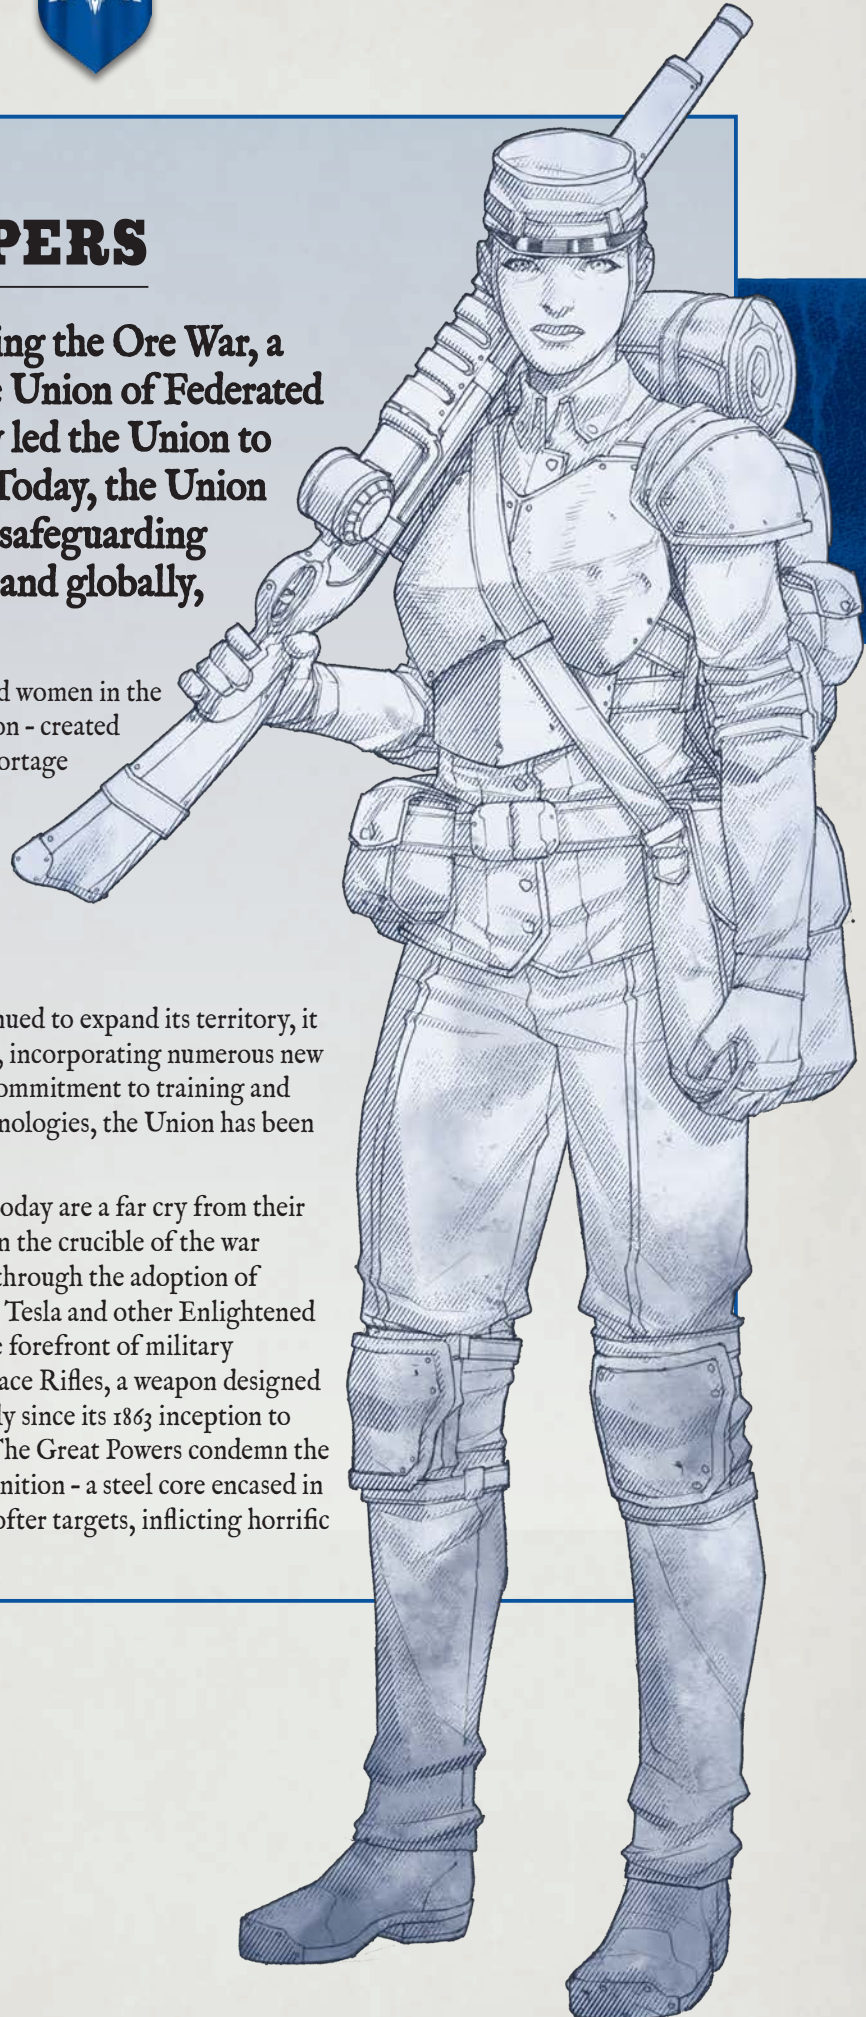 PERS
ing the Ore War, a
e Union of Federated
y led the Union to
Today, the Union
safeguarding
and globally,
d women in the
on - created
ortage
nued to expand its territory, it
, incorporating numerous new
ommitment to training and
nologies, the Union has been
oday are a far cry from their
n the crucible of the war
through the adoption of
Tesla and other Enlightened
e forefront of military
ace Rifles, a weapon designed
ly since its 1863 inception to
The Great Powers condemn the
nition - a steel core encased in
ofter targets, inflicting horrific